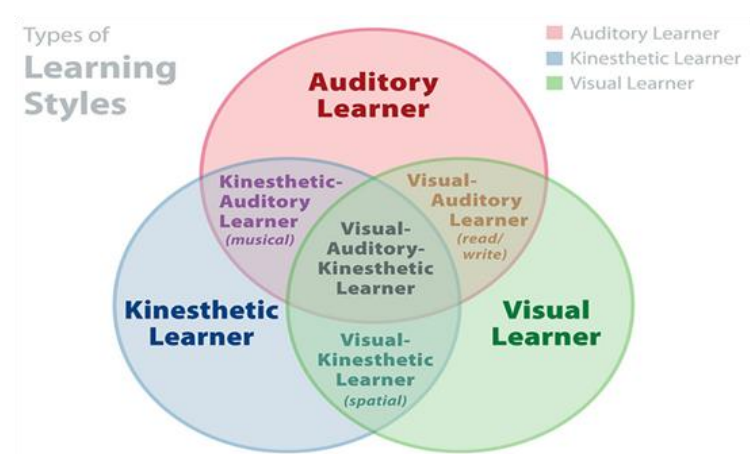 Types of
Learning
Styles
Auditory Learner
Kinesthetic Learner
Visual Learner
Auditory
Learner
Kinesthetic-
Auditory
Learner
(musical)
Visual-
Auditory
Learner
(read/
write)
Visual-
Auditory-
Kinesthetic
Learner
Kinesthetic
Learner
Visual
Learner
Visual-
Kinesthetic
Learner
(spatial)